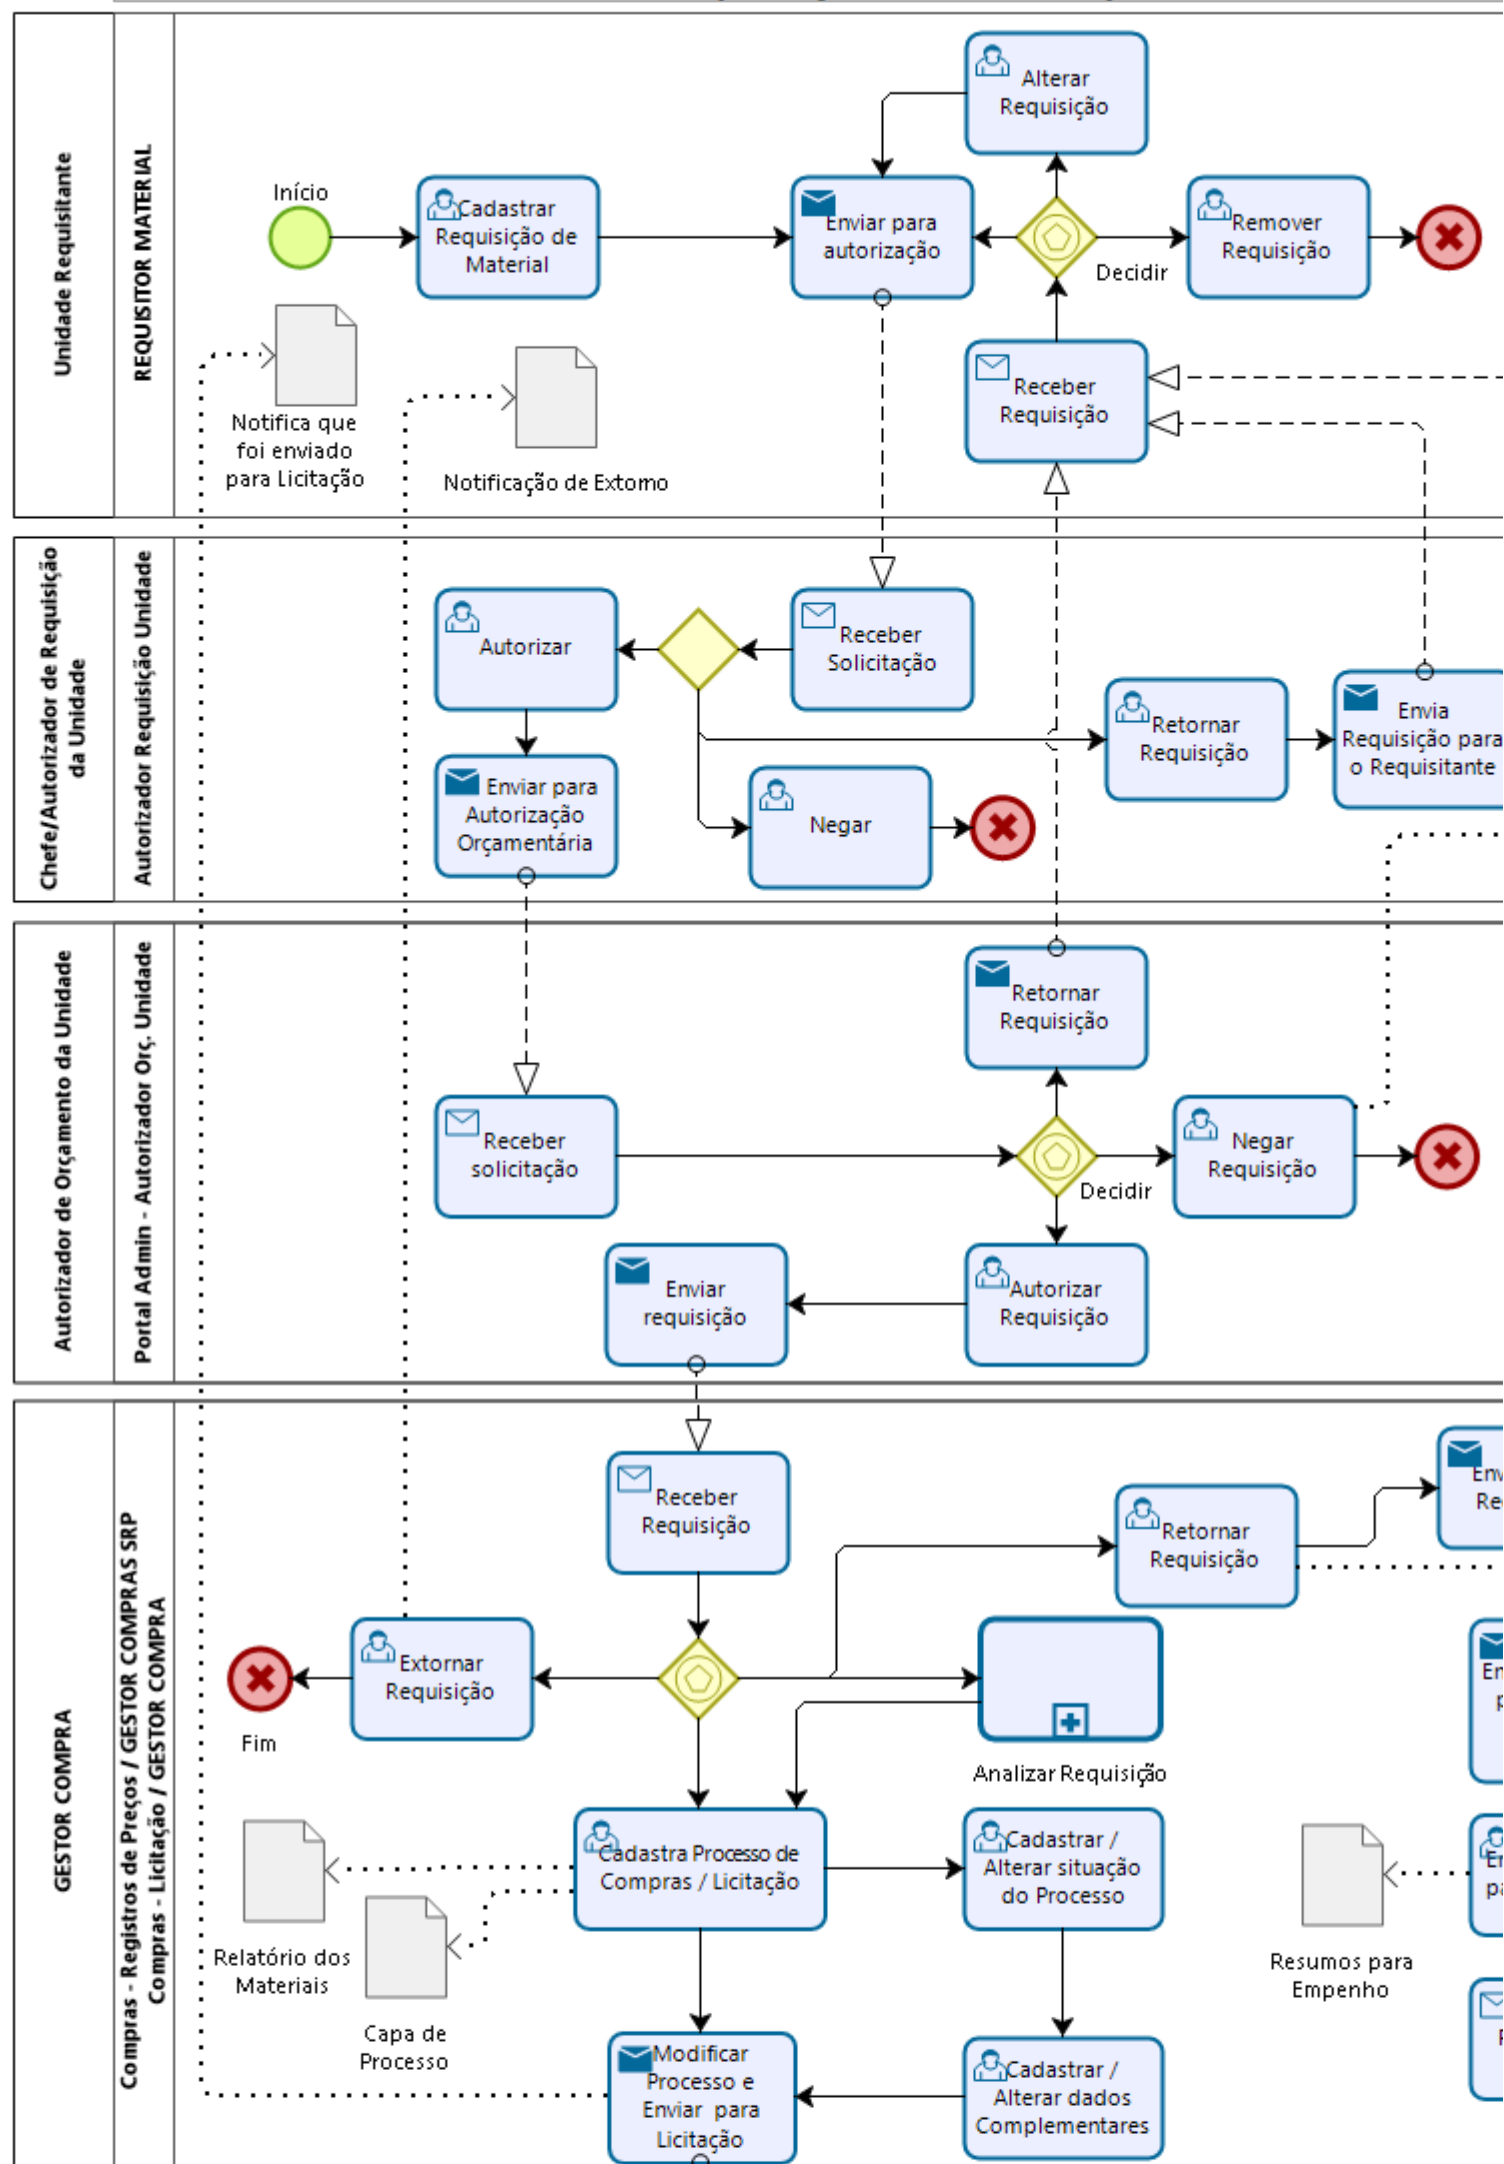 Unidade Requisitante
REQUISITOR MATERIAL
Início
Cadastrar
Requisição de
Material
Enviar para
autorização
Alterar
Requisição
Decidir
Remover
Requisição
Receber
Requisição
Notifica que
foi enviado
para Licitação
Notificação de Extorno
Chefe/Autorizador de Requisição
da Unidade
Autorizador Requisição Unidade
Autorizar
Receber
Solicitação
Enviar para
Autorização
Orçamentária
Negar
Retornar
Requisição
Envia
Requisição para
o Requisitante
Autorizador de Orçamento da Unidade
Portal Admin - Autorizador Orç. Unidade
Retornar
Requisição
Receber
solicitação
Decidir
Negar
Requisição
Enviar
requisição
Autorizar
Requisição
GESTOR COMPRA
Compras - Registros de Preços / GESTOR COMPRAS SRP
Compras - Licitação / GESTOR COMPRA
Receber
Requisição
Retornar
Requisição
Extornar
Requisição
Fim
Analizar Requisição
Cadastra Processo de
Compras / Licitação
Cadastrar /
Alterar situação
do Processo
Relatório dos
Materiais
Capa de
Processo
Resumos para
Empenho
Modificar
Processo e
Enviar para
Licitação
Cadastrar /
Alterar dados
Complementares